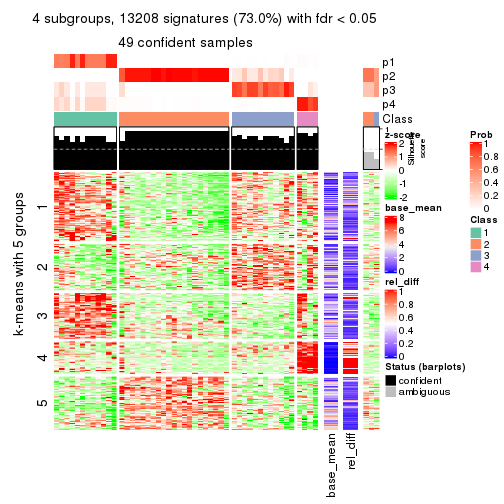 4 subgroups, 13208 signatures (73.0%) with fdr < 0.05
49 confident samples
p1
p2
p3
p4
Class
1
Silhouette
score
k-means with 5 groups
1
2
3
4
5
base_mean
rel_diff
z-score
2
1
0
-1
-2
base_mean
8
6
4
2
0
rel_diff
1
0.8
0.6
0.4
0.2
0
Status (barplots)
confident
ambiguous
Prob
1
0.8
0.6
0.4
0.2
0
Class
1
2
3
4